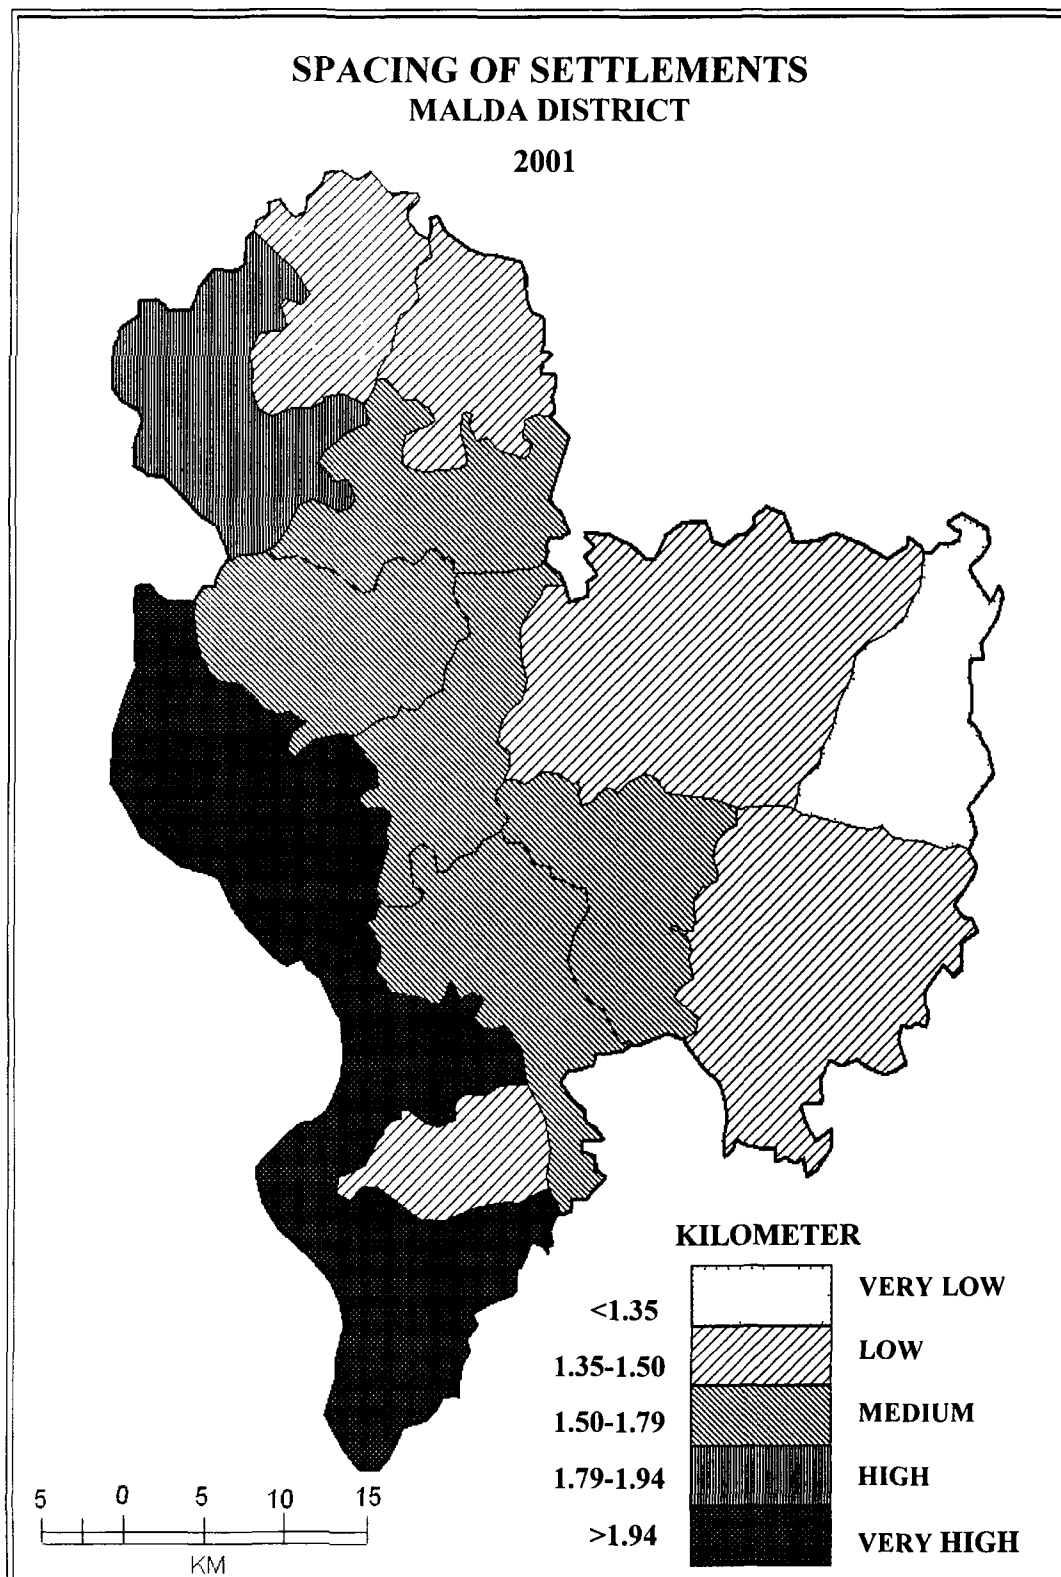 SPACING OF SETTLEMENTS
MALDA DISTRICT
2001
KILOMETER
<1.35 VERY LOW
1.35-1.50 LOW
1.50-1.79 MEDIUM
1.79-1.94 HIGH
>1.94 VERY HIGH
5 0 5 10 15
KM